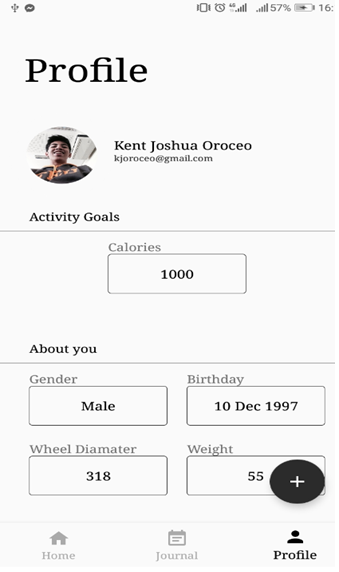 57% 16:
Profile
Kent Joshua Oroceo
kjoroceo@gmail.com
Activity Goals
Calories
1000
About you
Gender Birthday
Male 10 Dec 1997
Wheel Diamater Weight
318 55
+
Home Journal Profile